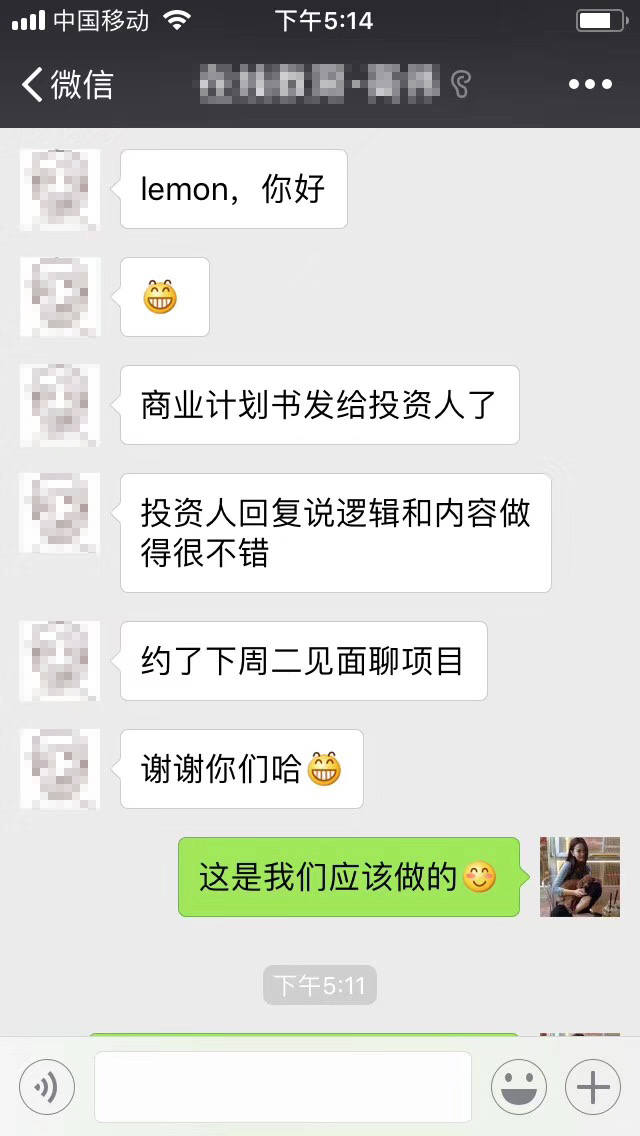 中国移动
下午5:14
微信
lemon，你好
商业计划书发给投资人了
投资人回复说逻辑和内容做
得很不错
约了下周二见面聊项目
谢谢你们哈😁
这是我们应该做的😊
下午5:11